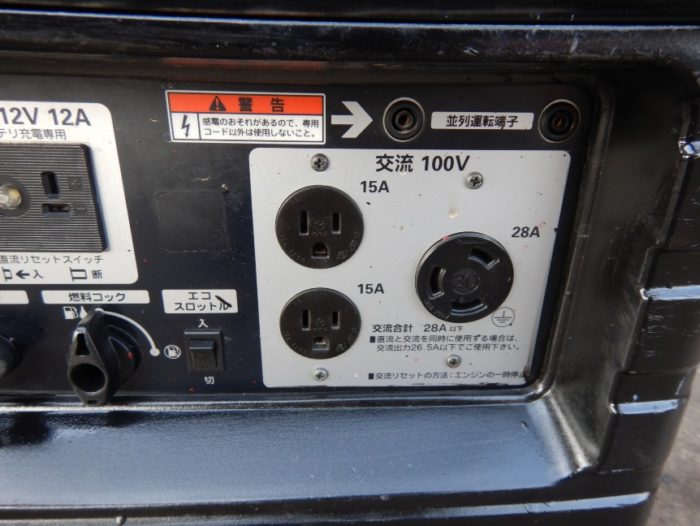 12V 12A
テリ充電専用
直流リセットスイッチ
入 断
燃料コック
エコ
スロットル
入
切
警告
感電のおそれがあるので、専用
コード以外は使用しないこと。
並列運転端子
交流 100V
15A
28A
30
15A
交流合計 28A 以下
■直流と交流を同時に使用する場合は、
交流出力26.5A以下でご使用下さい。
■交流リセットの方法:エンジンの一時停止